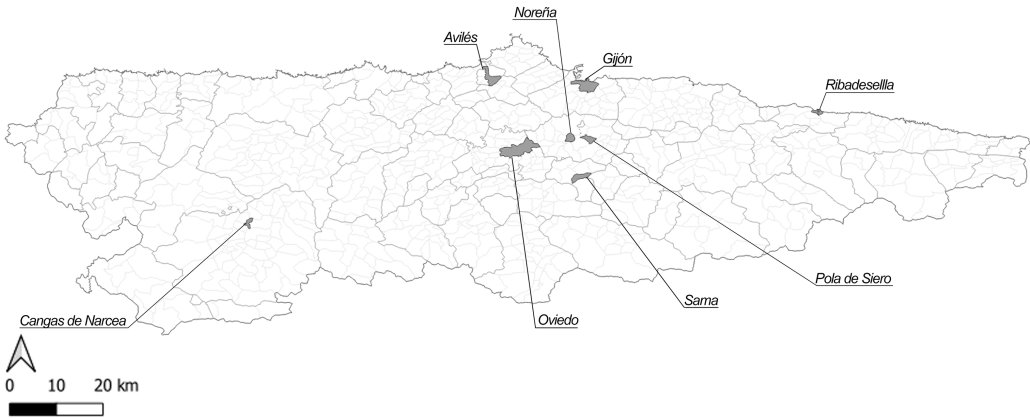 Noreña
Avilés
Gijón
Ribadesellla
Pola de Siero
Sama
Oviedo
Cangas de Narcea
0 10 20 km